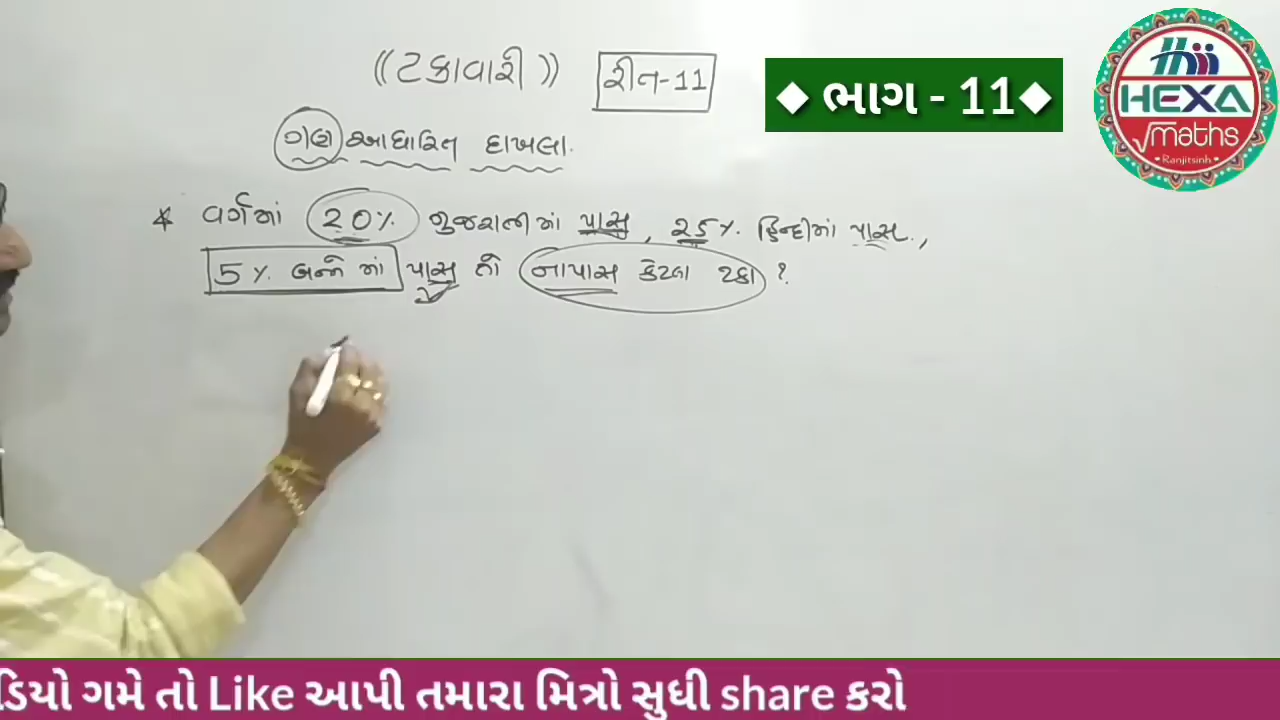 ((ટકાવારી))
રીત-11
◆ ભાગ - 11◆
HEXA
√maths
• Ranjitsinh •
ગણ આધારિત દાખલા.
* વર્ગમાં 20% ગુજરાતીમાં પાસ, 25% હિન્દીમાં પાસ.,
5% બન્ને માં પાસ તો નાપાસ કેટલા ટકા?
ડિયો ગમે તો Like આપી તમારા મિત્રો સુધી share કરો